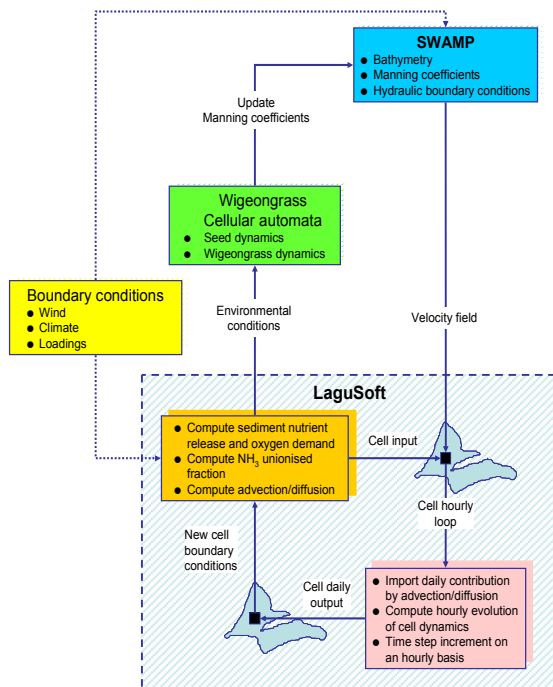 SWAMP
● Bathymetry
● Manning coefficients
● Hydraulic boundary conditions
Update
Manning coefficients
Wigeongrass
Cellular automata
● Seed dynamics
● Wigeongrass dynamics
Boundary conditions
● Wind
● Climate
● Loadings
Environmental
conditions
Velocity field
LaguSoft
● Compute sediment nutrient
release and oxygen demand
● Compute NH3 unionised
fraction
● Compute advection/diffusion
Cell input
Cell hourly
loop
New cell
boundary
conditions
Cell daily
output
● Import daily contribution
by advection/diffusion
● Compute hourly evolution
of cell dynamics
● Time step increment on
an hourly basis